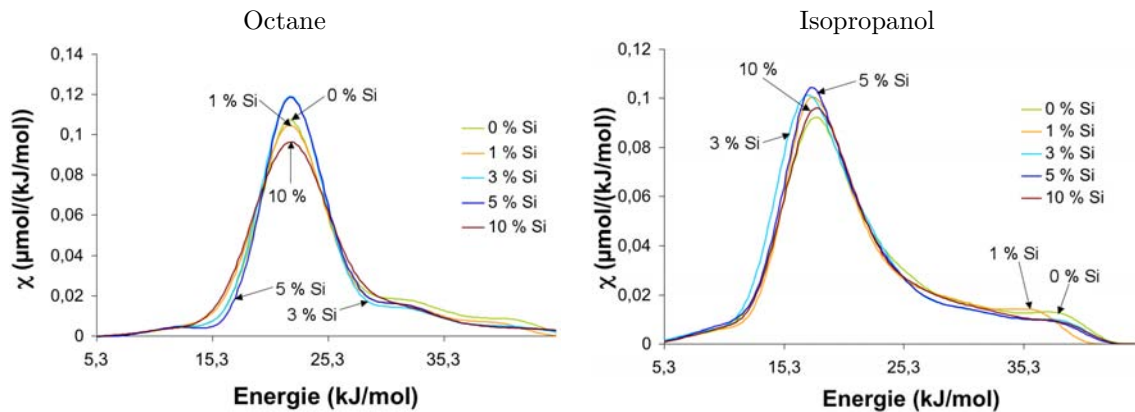 Octane
0,14
0,12
0,1
0,08
0,06
0,04
0,02
0
χ (µmol/(kJ/mol))
1 % Si
0 % Si
10 %
5 % Si
3 % Si
0 % Si
1 % Si
3 % Si
5 % Si
10 % Si
5,3
15,3
25,3
35,3
Energie (kJ/mol)
Isopropanol
0,12
0,1
0,08
0,06
0,04
0,02
0
χ (µmol/(kJ/mol))
10 %
5 % Si
3 % Si
1 % Si
0 % Si
0 % Si
1 % Si
3 % Si
5 % Si
10 % Si
5,3
15,3
25,3
35,3
Energie (kJ/mol)